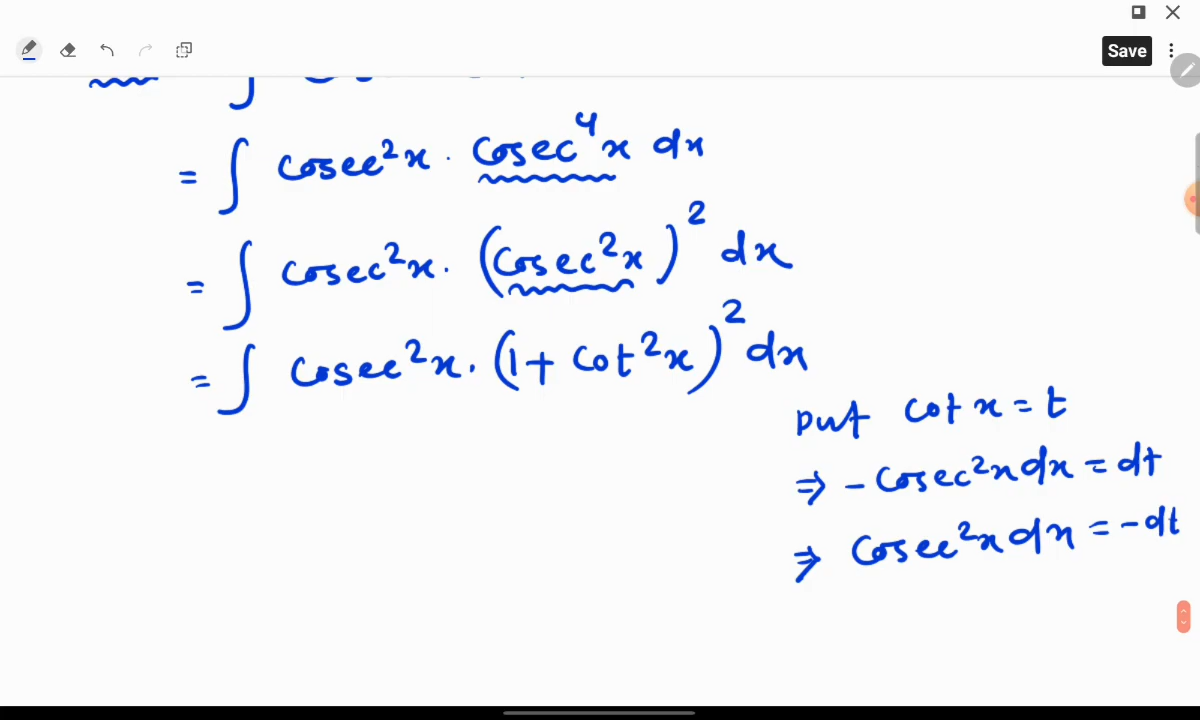 Save
= ∫ cosec²x · cosec⁴x dx
= ∫ cosec²x · (cosec²x)² dx
= ∫ cosec²x · (1 + cot²x)² dx
put cot x = t
⇒ -cosec²x dx = dt
⇒ cosec²x dx = -dt